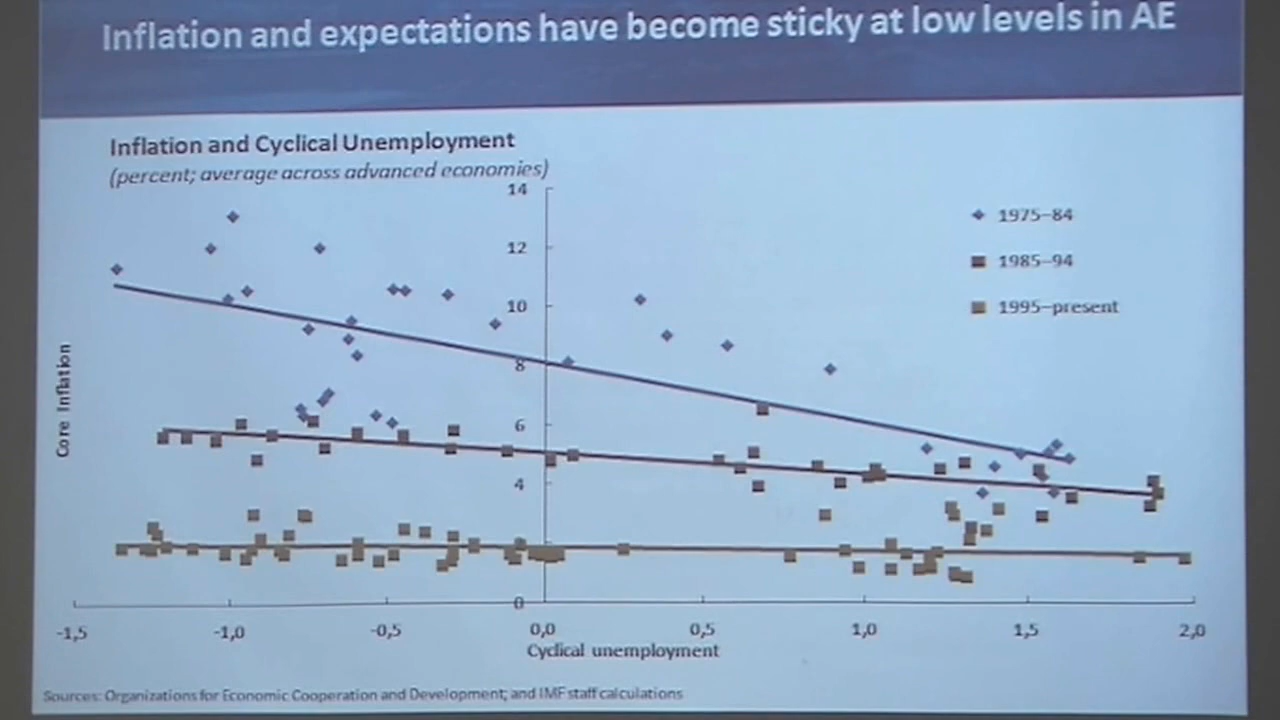 Inflation and expectations have become sticky at low levels in AE
Inflation and Cyclical Unemployment
(percent; average across advanced economies)
14
12
10
8
6
4
0
1975–84
1985–94
1995–present
Core Inflation
-1,5 -1,0 -0,5 0,0 0,5 1,0 1,5 2,0
Cyclical unemployment
Sources: Organizations for Economic Cooperation and Development; and IMF staff calculations